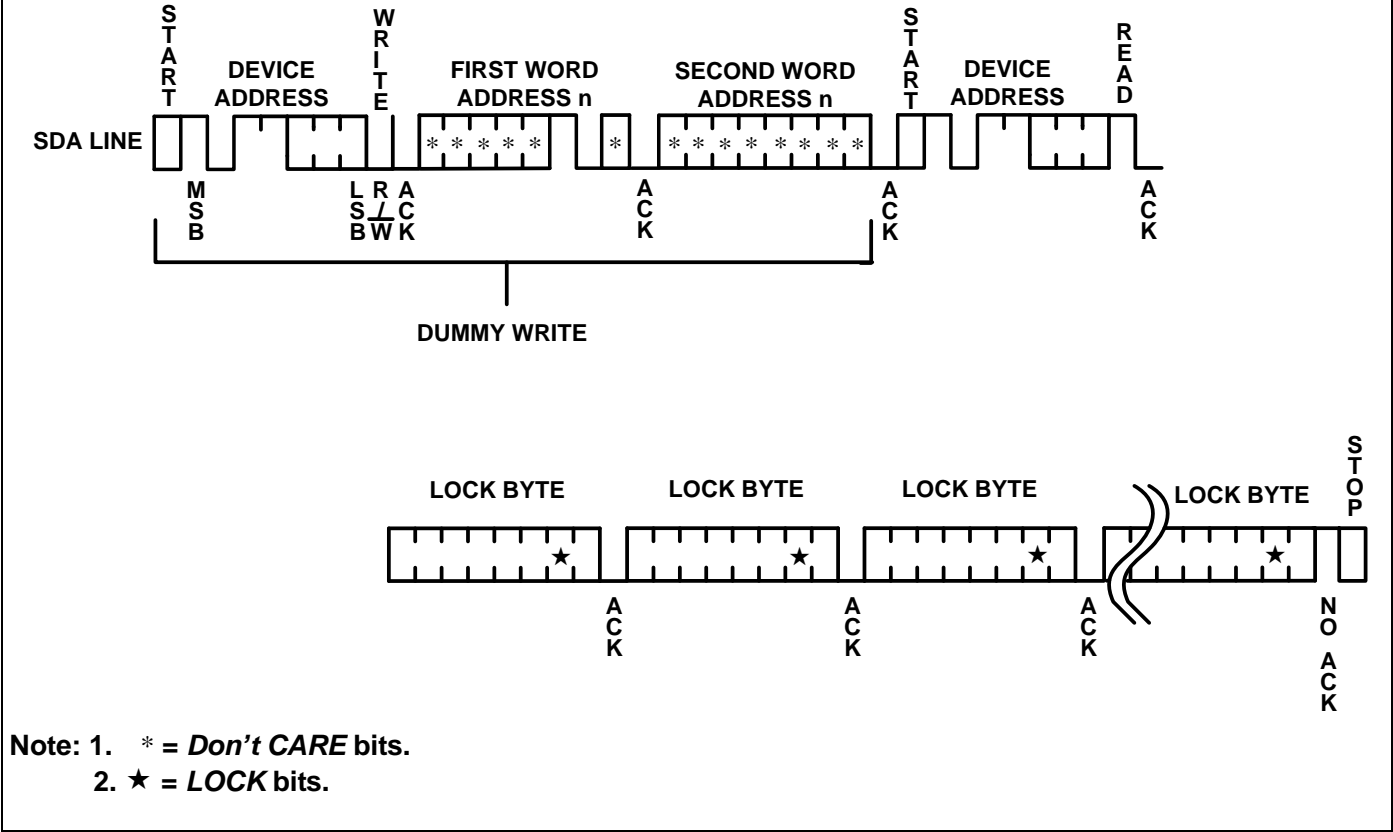 START
WRITE
START
READ
DEVICE ADDRESS
FIRST WORD ADDRESS n
SECOND WORD ADDRESS n
DEVICE ADDRESS
SDA LINE
* * * * * * * * * * * * * *
MSB
LSB
R/W
ACK
ACK
ACK
ACK
DUMMY WRITE
STOP
LOCK BYTE
LOCK BYTE
LOCK BYTE
LOCK BYTE
★ ★ ★ ★
ACK
ACK
ACK
NO ACK
Note: 1. * = Don't CARE bits.
2. ★ = LOCK bits.